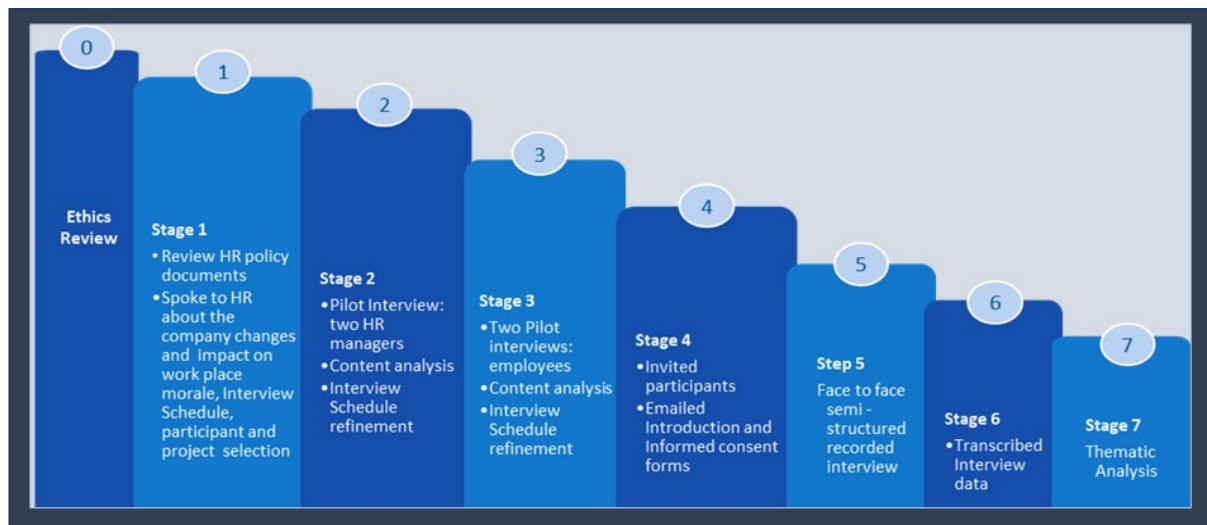 0
Ethics
Review
1
Stage 1
•Review HR policy
documents
•Spoke to HR
about the
company changes
and impact on
work place
morale, Interview
Schedule,
participant and
project selection
2
Stage 2
•Pilot Interview:
two HR
managers
•Content analysis
•Interview
Schedule
refinement
3
Stage 3
•Two Pilot
interviews:
employees
•Content analysis
•Interview
Schedule
refinement
4
Stage 4
•Invited
participants
•Emailed
Introduction and
Informed consent
forms
5
Step 5
Face to face
semi -
structured
recorded
interview
6
Stage 6
•Transcribed
Interview
data
7
Stage 7
Thematic
Analysis